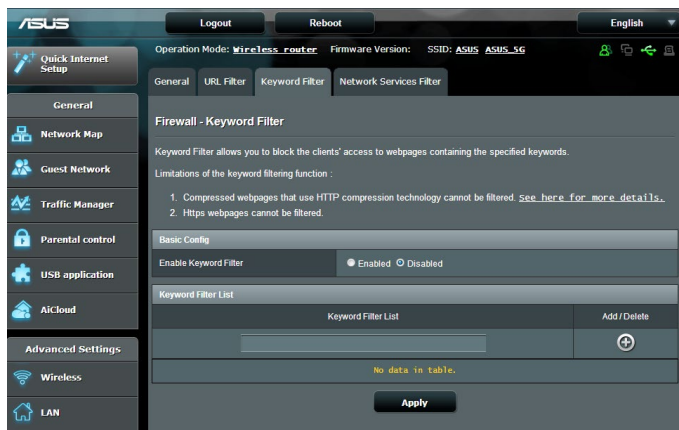 ASUS
Logout
Reboot
English
Quick Internet
Setup
Operation Mode: Wireless router Firmware Version: SSID: ASUS ASUS_5G
General
URL Filter
Keyword Filter
Network Services Filter
General
Network Map
Guest Network
Traffic Manager
Parental control
USB application
AiCloud
Advanced Settings
Wireless
LAN
Firewall - Keyword Filter
Keyword Filter allows you to block the clients' access to webpages containing the specified keywords.
Limitations of the keyword filtering function :
1. Compressed webpages that use HTTP compression technology cannot be filtered. See here for more details.
2. Https webpages cannot be filtered.
Basic Config
Enable Keyword Filter
Enabled Disabled
Keyword Filter List
Keyword Filter List
Add / Delete
No data in table.
Apply